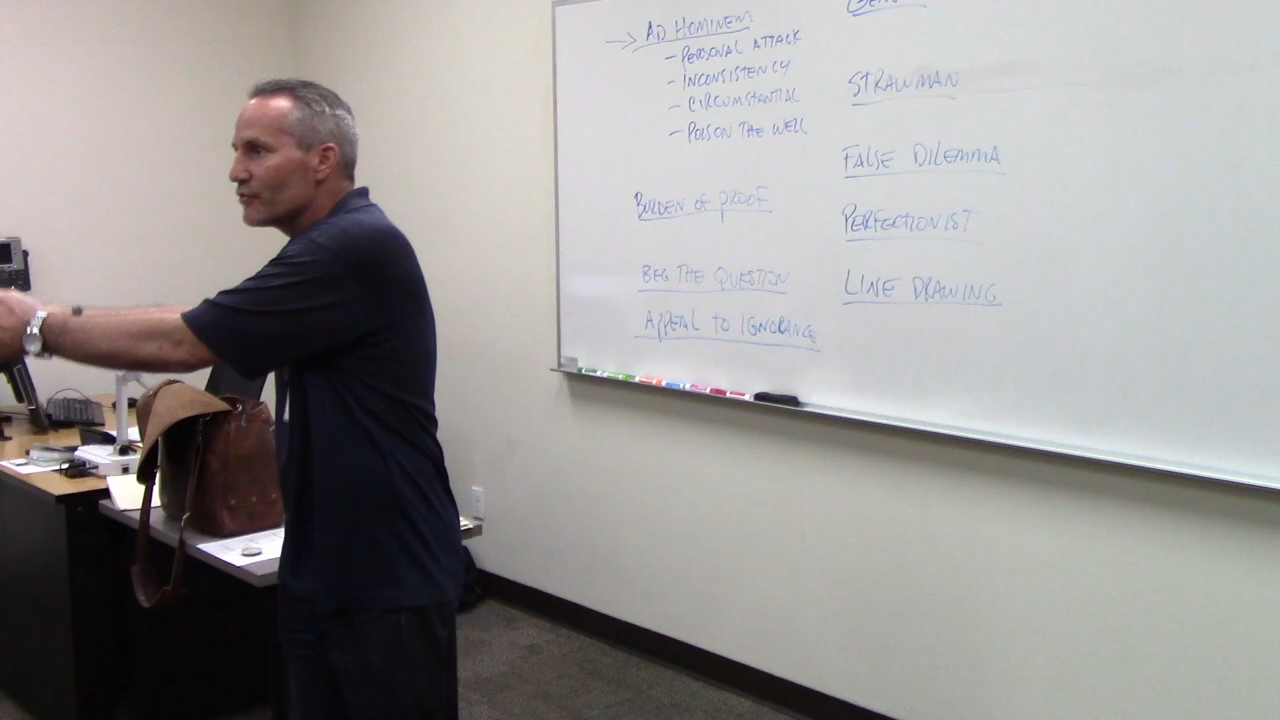 AD HOMINEM
- PERSONAL ATTACK
- INCONSISTENCY
- CIRCUMSTANTIAL
- POISON THE WELL
BURDEN OF PROOF
BEG THE QUESTION
APPEAL TO IGNORANCE
STRAWMAN
FALSE DILEMMA
PERFECTIONIST
LINE DRAWING